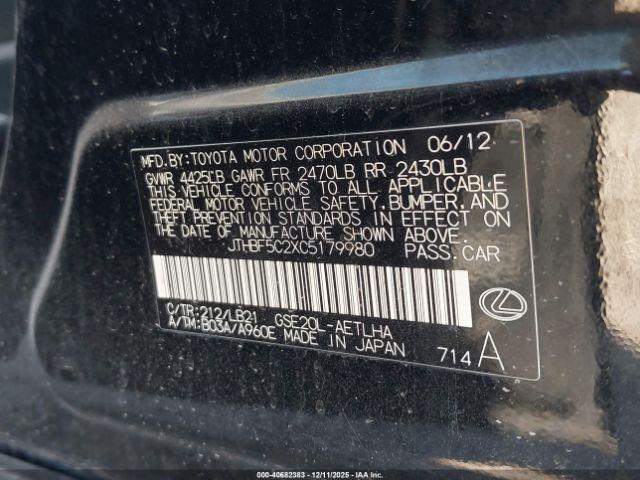 MFD. BY: TOYOTA MOTOR CORPORATION 06/12
GVWR 4425LB GAWR FR 2470LB RR 2430LB
THIS VEHICLE CONFORMS TO ALL APPLICABLE
FEDERAL MOTOR VEHICLE SAFETY, BUMPER, AND
THEFT PREVENTION STANDARDS IN EFFECT ON
THE DATE OF MANUFACTURE SHOWN ABOVE.
JTHBF5C2XC5179980 PASS. CAR
C/TR: 212/LB21 GSE20L-AETLHA
A/TM: B03A/A960E MADE IN JAPAN
714 A
000-40682383 - 12/11/2025 - IAA Holdings, LLC